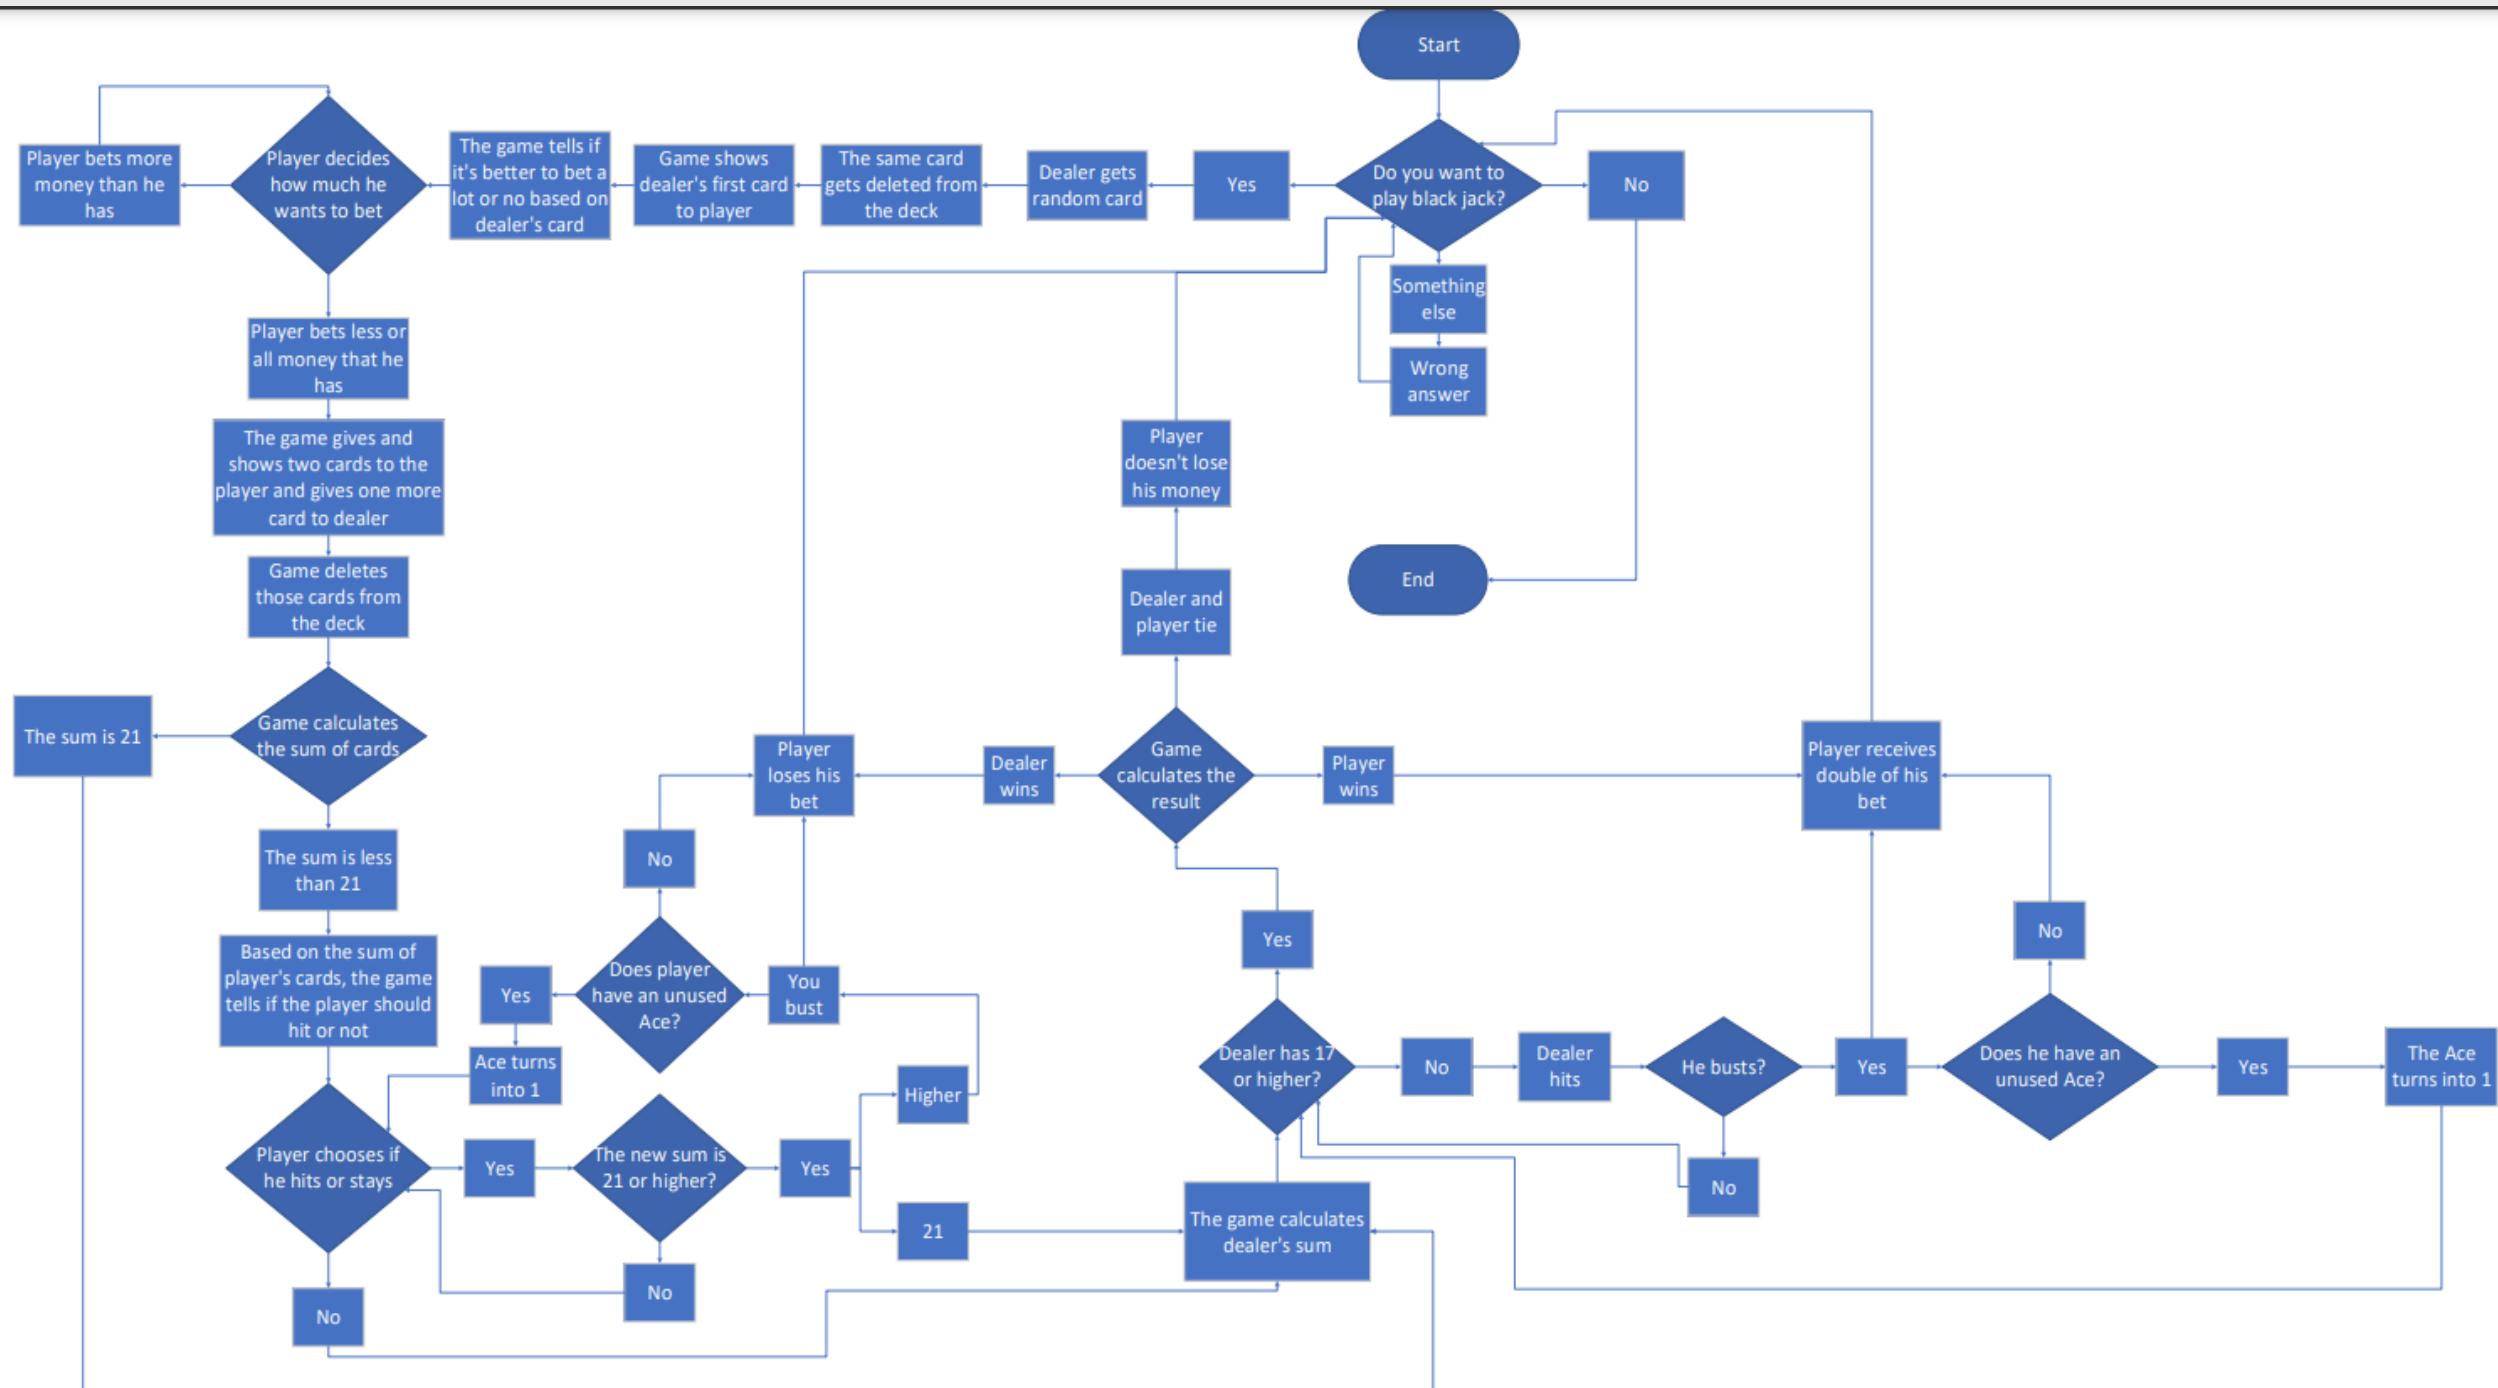 Start
Do you want to
play black jack?
No
Yes
Dealer gets
random card
The same card
gets deleted from
the deck
Game shows
dealer's first card
to player
The game tells if
it's better to bet a
lot or no based on
dealer's card
Player decides
how much he
wants to bet
Player bets more
money than he
has
Something
else
Wrong
answer
End
Player bets less or
all money that he
has
The game gives and
shows two cards to the
player and gives one more
card to dealer
Game deletes
those cards from
the deck
Game calculates
the sum of cards
The sum is 21
The sum is less
than 21
Based on the sum of
player's cards, the game
tells if the player should
hit or not
Player chooses if
he hits or stays
No
Yes
The new sum is
21 or higher?
No
Yes
Higher
21
You
bust
Does player
have an unused
Ace?
Yes
Ace turns
into 1
No
Player
loses his
bet
Dealer
wins
Game
calculates the
result
Player
wins
Dealer and
player tie
Player
doesn't lose
his money
Player receives
double of his
bet
The game calculates
dealer's sum
Dealer has 17
or higher?
Yes
No
Dealer
hits
He busts?
No
Yes
Does he have an
unused Ace?
No
Yes
The Ace
turns into 1